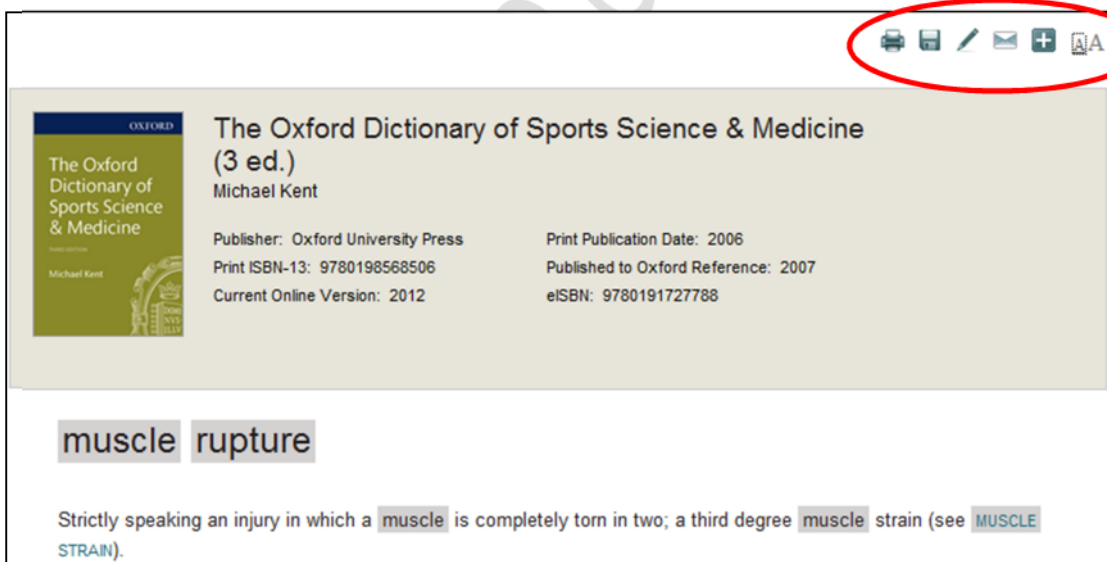 AA
OXFORD
The Oxford
Dictionary of
Sports Science
& Medicine
THIRD EDITION
Michael Kent
The Oxford Dictionary of Sports Science & Medicine
(3 ed.)
Michael Kent
Publisher: Oxford University Press
Print Publication Date: 2006
Print ISBN-13: 9780198568506
Published to Oxford Reference: 2007
Current Online Version: 2012
eISBN: 9780191727788
muscle rupture
Strictly speaking an injury in which a muscle is completely torn in two; a third degree muscle strain (see MUSCLE
STRAIN).